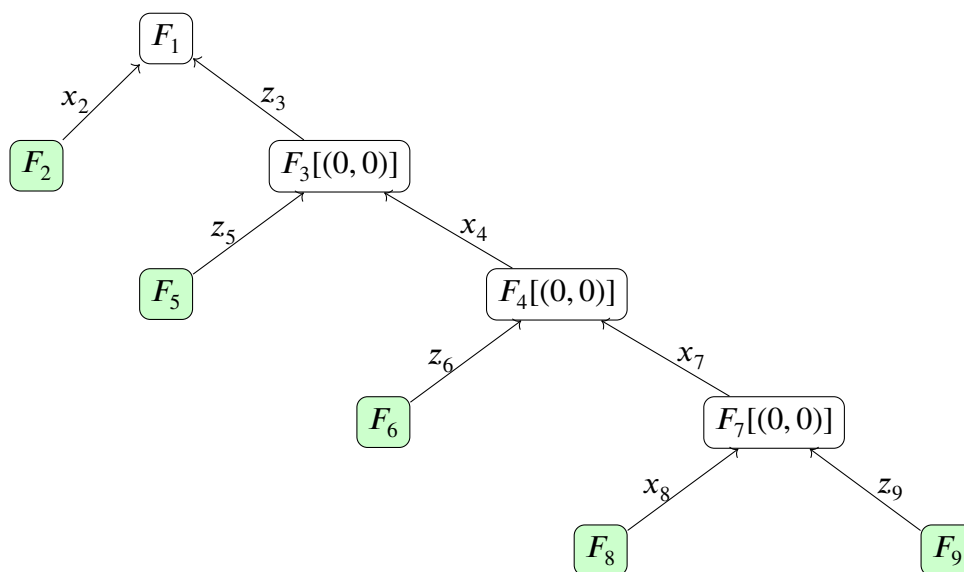 F₁
x₂
z₃
F₂
F₃[(0, 0)]
z₅
x₄
F₅
F₄[(0, 0)]
z₆
x₇
F₆
F₇[(0, 0)]
x₈
z₉
F₈
F₉